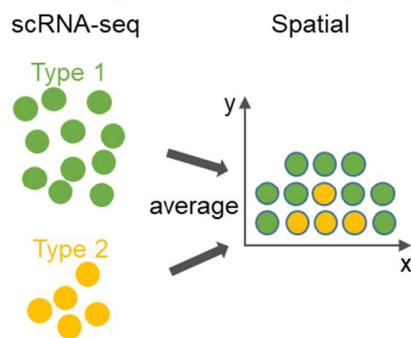 scRNA-seq
Spatial
Type 1
y
average
Type 2
x